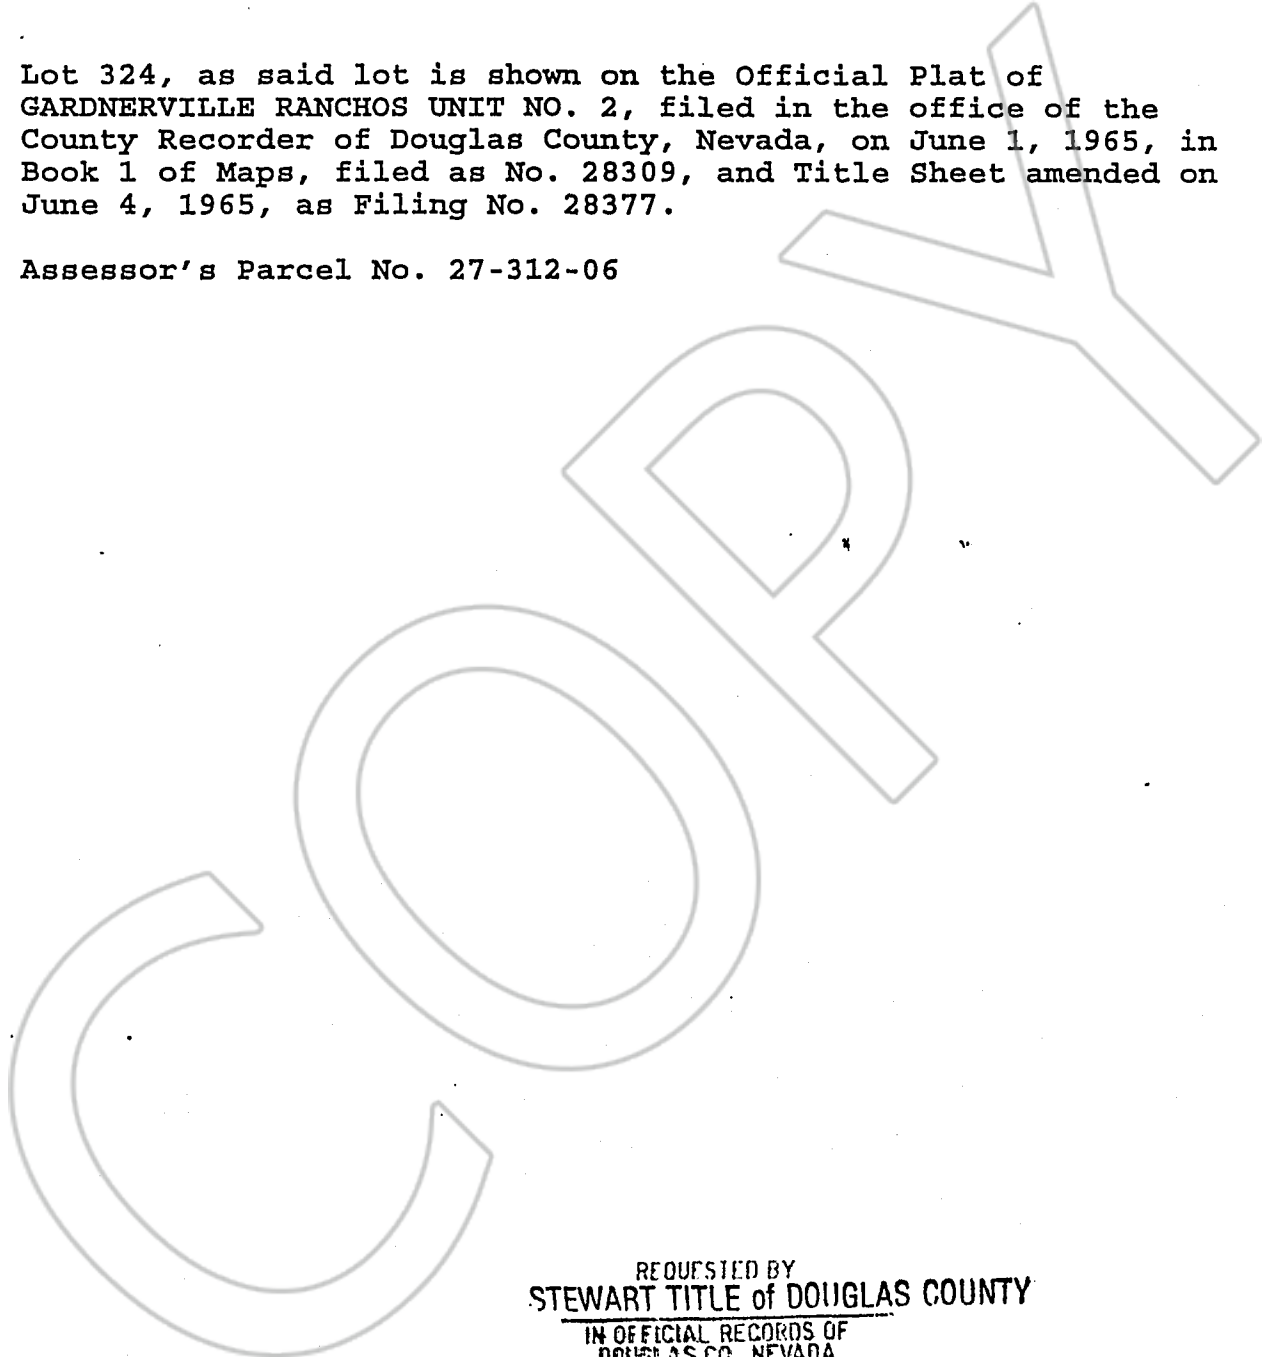 Lot 324, as said lot is shown on the Official Plat of
GARDNERVILLE RANCHOS UNIT NO. 2, filed in the office of the
County Recorder of Douglas County, Nevada, on June 1, 1965, in
Book 1 of Maps, filed as No. 28309, and Title Sheet amended on
June 4, 1965, as Filing No. 28377.
Assessor's Parcel No. 27-312-06
COPY
REQUESTED BY
STEWART TITLE of DOUGLAS COUNTY
IN OFFICIAL RECORDS OF
DOUGLAS CO., NEVADA